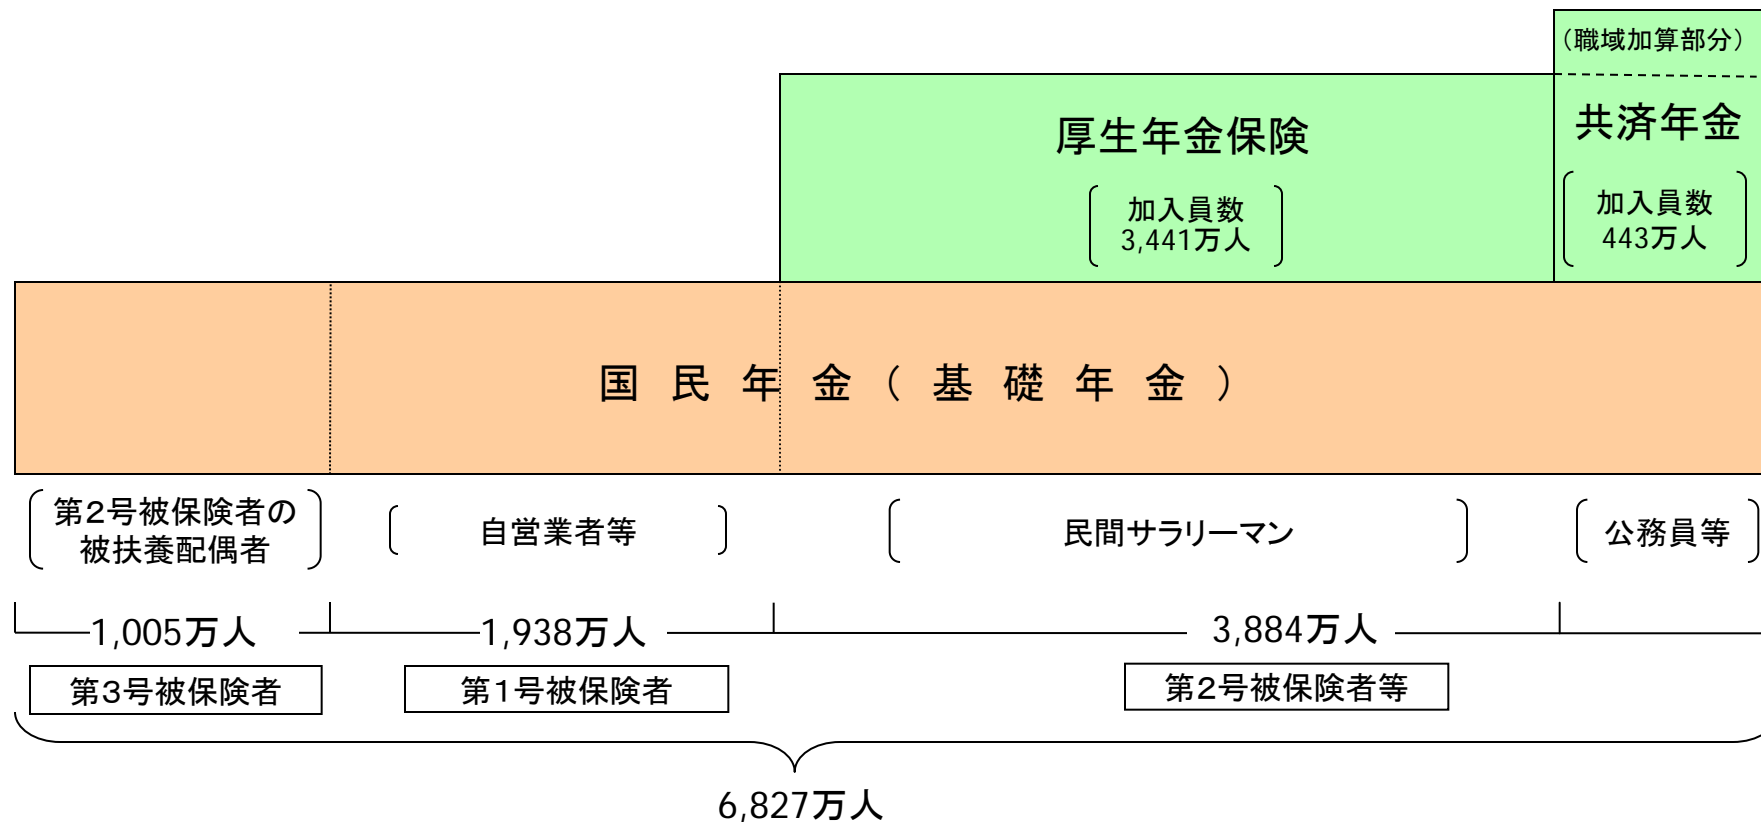 （職域加算部分）
厚生年金保険
共済年金
加入員数
3,441万人
加入員数
443万人
国民年金（基礎年金）
第2号被保険者の
被扶養配偶者
自営業者等
民間サラリーマン
公務員等
1,005万人
1,938万人
3,884万人
第3号被保険者
第1号被保険者
第2号被保険者等
6,827万人